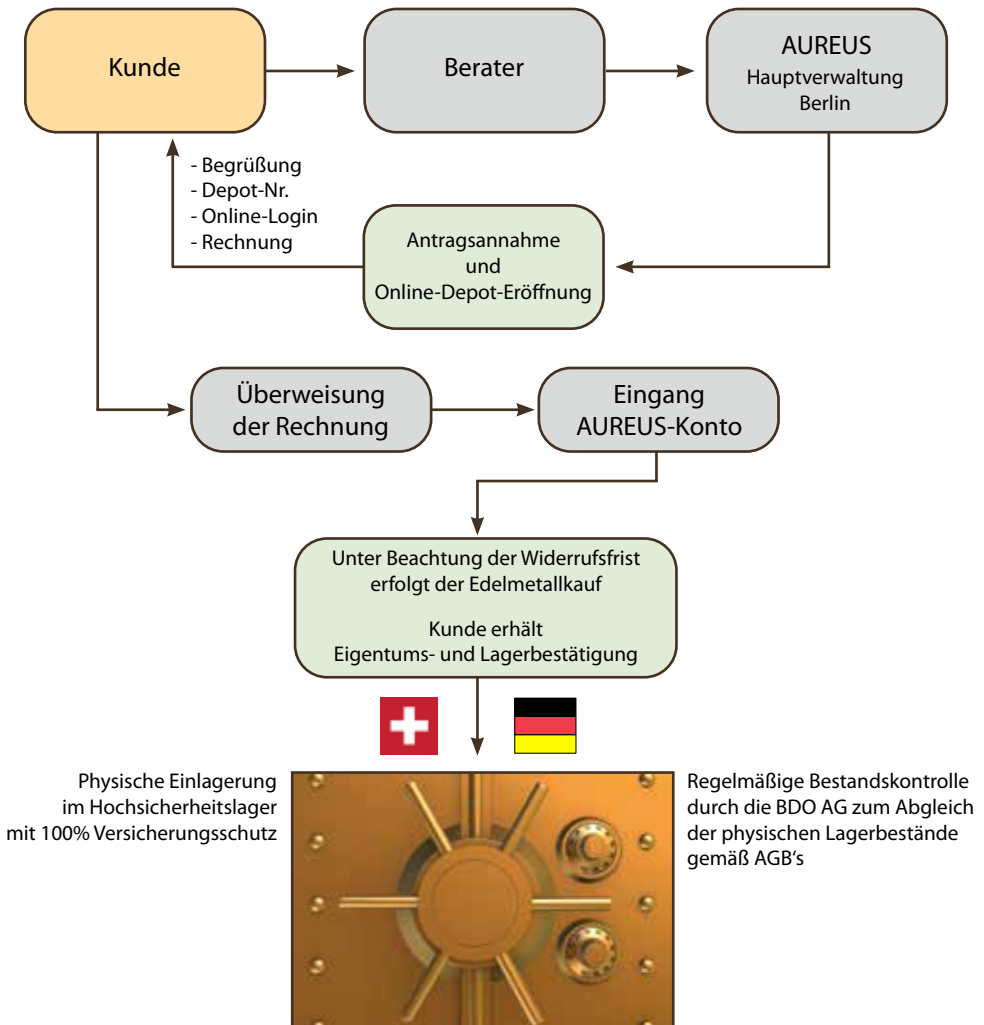 Kunde
Berater
AUREUS
Hauptverwaltung
Berlin
- Begrüßung
- Depot-Nr.
- Online-Login
- Rechnung
Antragsannahme
und
Online-Depot-Eröffnung
Überweisung
der Rechnung
Eingang
AUREUS-Konto
Unter Beachtung der Widerrufsfrist
erfolgt der Edelmetallkauf
Kunde erhält
Eigentums- und Lagerbestätigung
Physische Einlagerung
im Hochsicherheitslager
mit 100% Versicherungsschutz
Regelmäßige Bestandskontrolle
durch die BDO AG zum Abgleich
der physischen Lagerbestände
gemäß AGB‘s